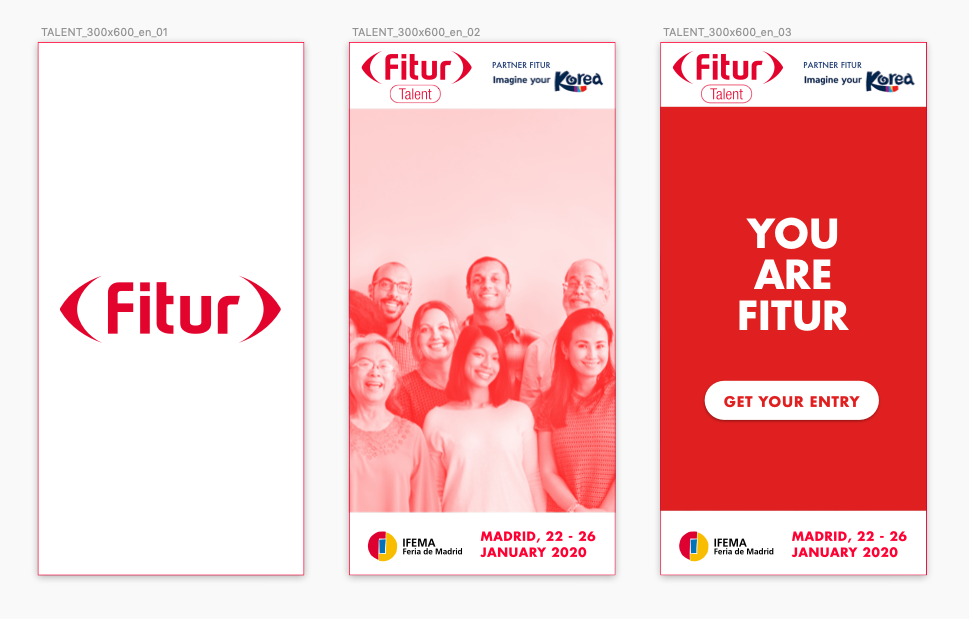 TALENT_300x600_en_01
Fitur
TALENT_300x600_en_02
Fitur
Talent
PARTNER FITUR
Imagine your Korea
IFEMA
Feria de Madrid
MADRID, 22 - 26
JANUARY 2020
TALENT_300x600_en_03
Fitur
Talent
PARTNER FITUR
Imagine your Korea
YOU
ARE
FITUR
GET YOUR ENTRY
IFEMA
Feria de Madrid
MADRID, 22 - 26
JANUARY 2020